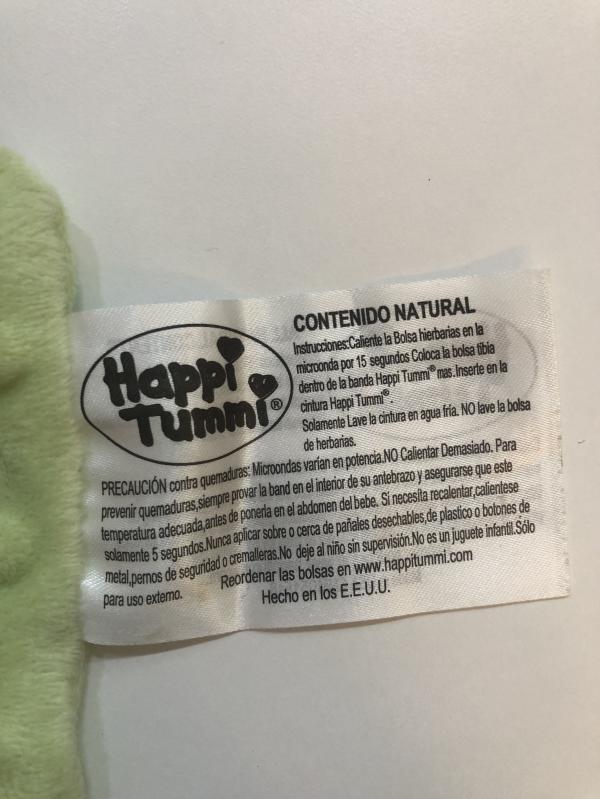 Happi
Tummi®
CONTENIDO NATURAL
Instrucciones:Caliente la Bolsa hierbarias en la
microonda por 15 segundos Coloca la bolsa tibia
dentro de la banda Happi Tummi® mas.Inserte en la
cintura Happi Tummi®.
Solamente Lave la cintura en agua fría. NO lave la bolsa
de herbarias.
PRECAUCIÓN contra quemaduras: Microondas varían en potencia.NO Calientar Demasiado. Para
prevenir quemaduras,siempre provar la band en el interior de su antebrazo y asegurarse que este
temperatura adecuada,antes de ponerla en el abdomen del bebe. Si necesita recalentar,calientese
solamente 5 segundos.Nunca aplicar sobre o cerca de pañales desechables,de plastico o botones de
metal,pernos de seguridad o cremalleras.No deje al niño sin supervisión.No es un juguete infantil.Sólo
para uso externo.
Reordenar las bolsas en www.happitummi.com
Hecho en los E.E.U.U.